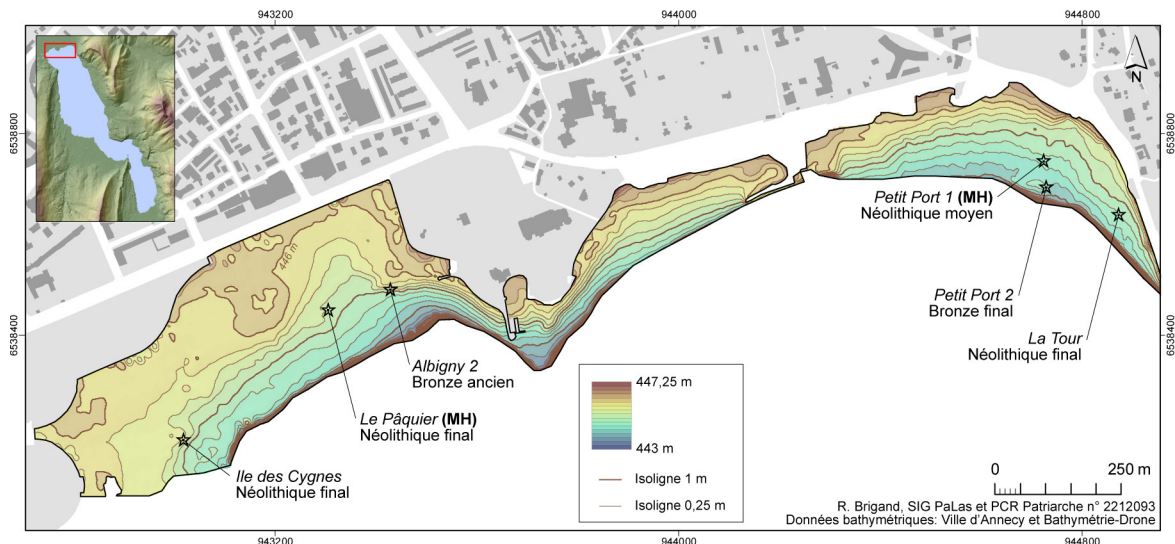 943200
944000
944800
6538800
6538800
N
Petit Port 1 (MH)
Néolithique moyen
446 m
Petit Port 2
Bronze final
La Tour
Néolithique final
6538400
6538400
Albigny 2
Bronze ancien
Le Pâquier (MH)
Néolithique final
Ile des Cygnes
Néolithique final
447,25 m
443 m
Isoligne 1 m
Isoligne 0,25 m
0
250 m
R. Brigand, SIG PaLas et PCR Patriarche n° 2212093
Données bathymétriques: Ville d'Annecy et Bathymétrie-Drone
943200
944000
944800